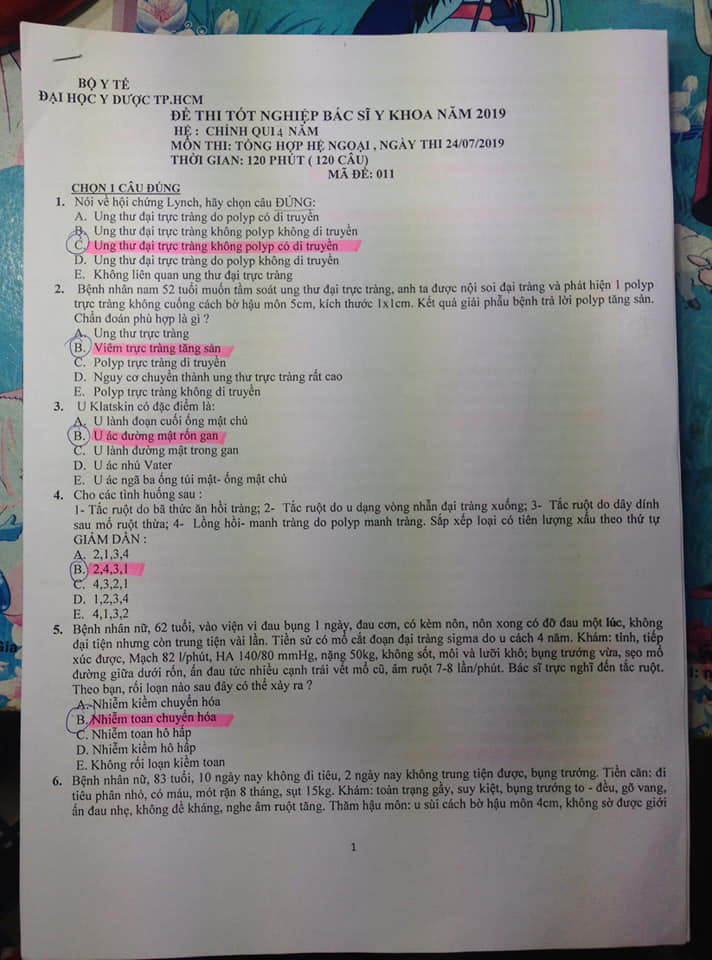 BỘ Y TẾ
ĐẠI HỌC Y DƯỢC TP.HCM
ĐỀ THI TỐT NGHIỆP BÁC SĨ Y KHOA NĂM 2019
HỆ : CHÍNH QUI 4 NĂM
MÔN THI: TỔNG HỢP HỆ NGOẠI , NGÀY THI 24/07/2019
THỜI GIAN: 120 PHÚT ( 120 CÂU)
MÃ ĐỀ: 011
CHỌN 1 CÂU ĐÚNG
1. Nói về hội chứng Lynch, hãy chọn câu ĐÚNG:
A. Ung thư đại trực tràng do polyp có di truyền
B. Ung thư đại trực tràng không polyp không di truyền
C. Ung thư đại trực tràng không polyp có di truyền
D. Ung thư đại trực tràng do polyp không di truyền
E. Không liên quan ung thư đại trực tràng
2. Bệnh nhân nam 52 tuổi muốn tầm soát ung thư đại trực tràng, anh ta được nội soi đại tràng và phát hiện 1 polyp
trực tràng không cuống cách bờ hậu môn 5cm, kích thước 1x1cm. Kết quả giải phẫu bệnh trả lời polyp tăng sản.
Chẩn đoán phù hợp là gì ?
A. Ung thư trực tràng
B. Viêm trực tràng tăng sản
C. Polyp trực tràng di truyền
D. Nguy cơ chuyển thành ung thư trực tràng rất cao
E. Polyp trực tràng không di truyền
3. U Klatskin có đặc điểm là:
A. U lành đoạn cuối ống mật chủ
B. U ác đường mật rốn gan
C. U lành đường mật trong gan
D. U ác nhú Vater
E. U ác ngã ba ống túi mật- ống mật chủ
4. Cho các tình huống sau :
1- Tắc ruột do bã thức ăn hồi tràng; 2- Tắc ruột do u dạng vòng nhẫn đại tràng xuống; 3- Tắc ruột do dây dính
sau mổ ruột thừa; 4- Lồng hồi- manh tràng do polyp manh tràng. Sắp xếp loại có tiên lượng xấu theo thứ tự
GIẢM DẦN :
A. 2,1,3,4
B. 2,4,3,1
C. 4,3,2,1
D. 1,2,3,4
E. 4,1,3,2
5. Bệnh nhân nữ, 62 tuổi, vào viện vì đau bụng 1 ngày, đau cơn, có kèm nôn, nôn xong có đỡ đau một lúc, không
đại tiện nhưng còn trung tiện vài lần. Tiền sử có mổ cắt đoạn đại tràng sigma do u cách 4 năm. Khám: tỉnh, tiếp
xúc được, Mạch 82 l/phút, HA 140/80 mmHg, nặng 50kg, không sốt, môi và lưỡi khô; bụng trướng vừa, sẹo mổ
đường giữa dưới rốn, ấn đau tức nhiều cạnh trái vết mổ cũ, âm ruột 7-8 lần/phút. Bác sĩ trực nghĩ đến tắc ruột.
Theo bạn, rối loạn nào sau đây có thể xảy ra ?
A. Nhiễm kiềm chuyển hóa
B. Nhiễm toan chuyển hóa
C. Nhiễm toan hô hấp
D. Nhiễm kiềm hô hấp
E. Không rối loạn kiềm toan
6. Bệnh nhân nữ, 83 tuổi, 10 ngày nay không đi tiêu, 2 ngày nay không trung tiện được, bụng trướng. Tiền căn: đi
tiêu phân nhỏ, có máu, mót rặn 8 tháng, sụt 15kg. Khám: toàn trạng gầy, suy kiệt, bụng trướng to - đều, gõ vang,
ấn đau nhẹ, không đề kháng, nghe âm ruột tăng. Thăm hậu môn: u sùi cách bờ hậu môn 4cm, không sờ được giới
1